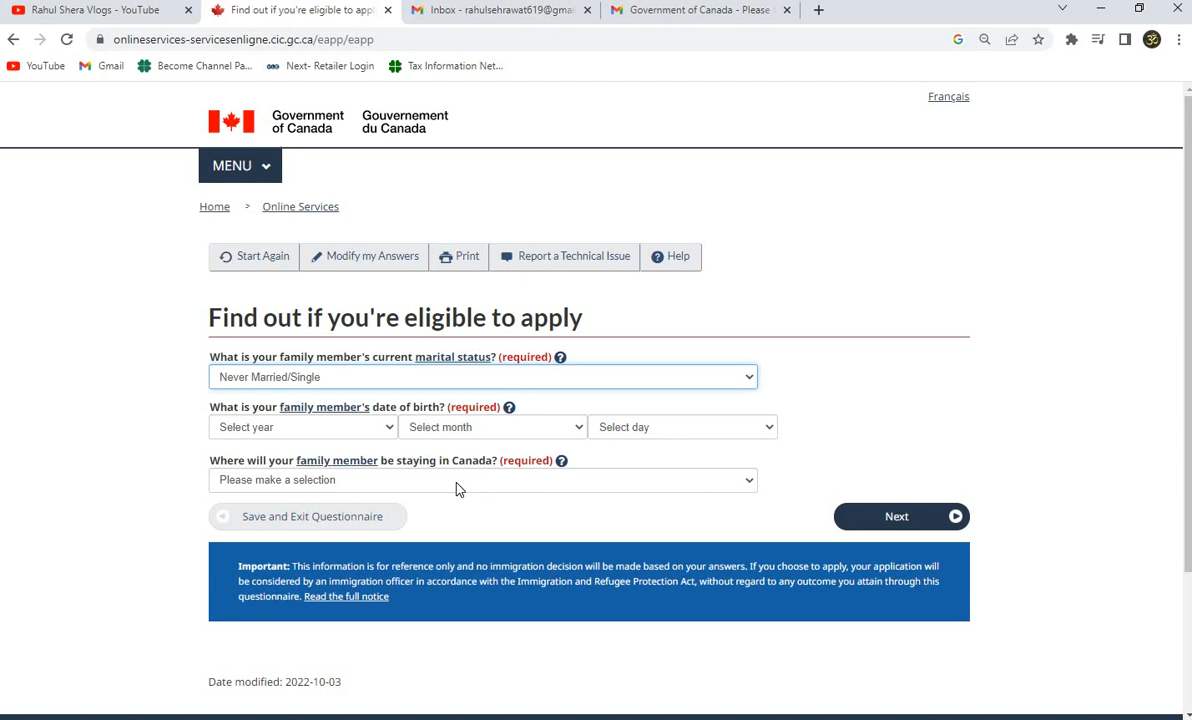 Rahul Shera Vlogs - YouTube
Find out if you're eligible to appl
Inbox - rahulsehrawat619@gmai
Government of Canada - Please
onlineservices-servicesenligne.cic.gc.ca/eapp/eapp
YouTube
Gmail
Become Channel Pa...
Next- Retailer Login
Tax Information Net...
Français
Government Gouvernement
of Canada du Canada
MENU
Home > Online Services
Start Again
Modify my Answers
Print
Report a Technical Issue
Help
Find out if you're eligible to apply
What is your family member's current marital status? (required)
Never Married/Single
What is your family member's date of birth? (required)
Select year
Select month
Select day
Where will your family member be staying in Canada? (required)
Please make a selection
Save and Exit Questionnaire
Next
Important: This information is for reference only and no immigration decision will be made based on your answers. If you choose to apply, your application will
be considered by an immigration officer in accordance with the Immigration and Refugee Protection Act, without regard to any outcome you attain through this
questionnaire. Read the full notice
Date modified: 2022-10-03